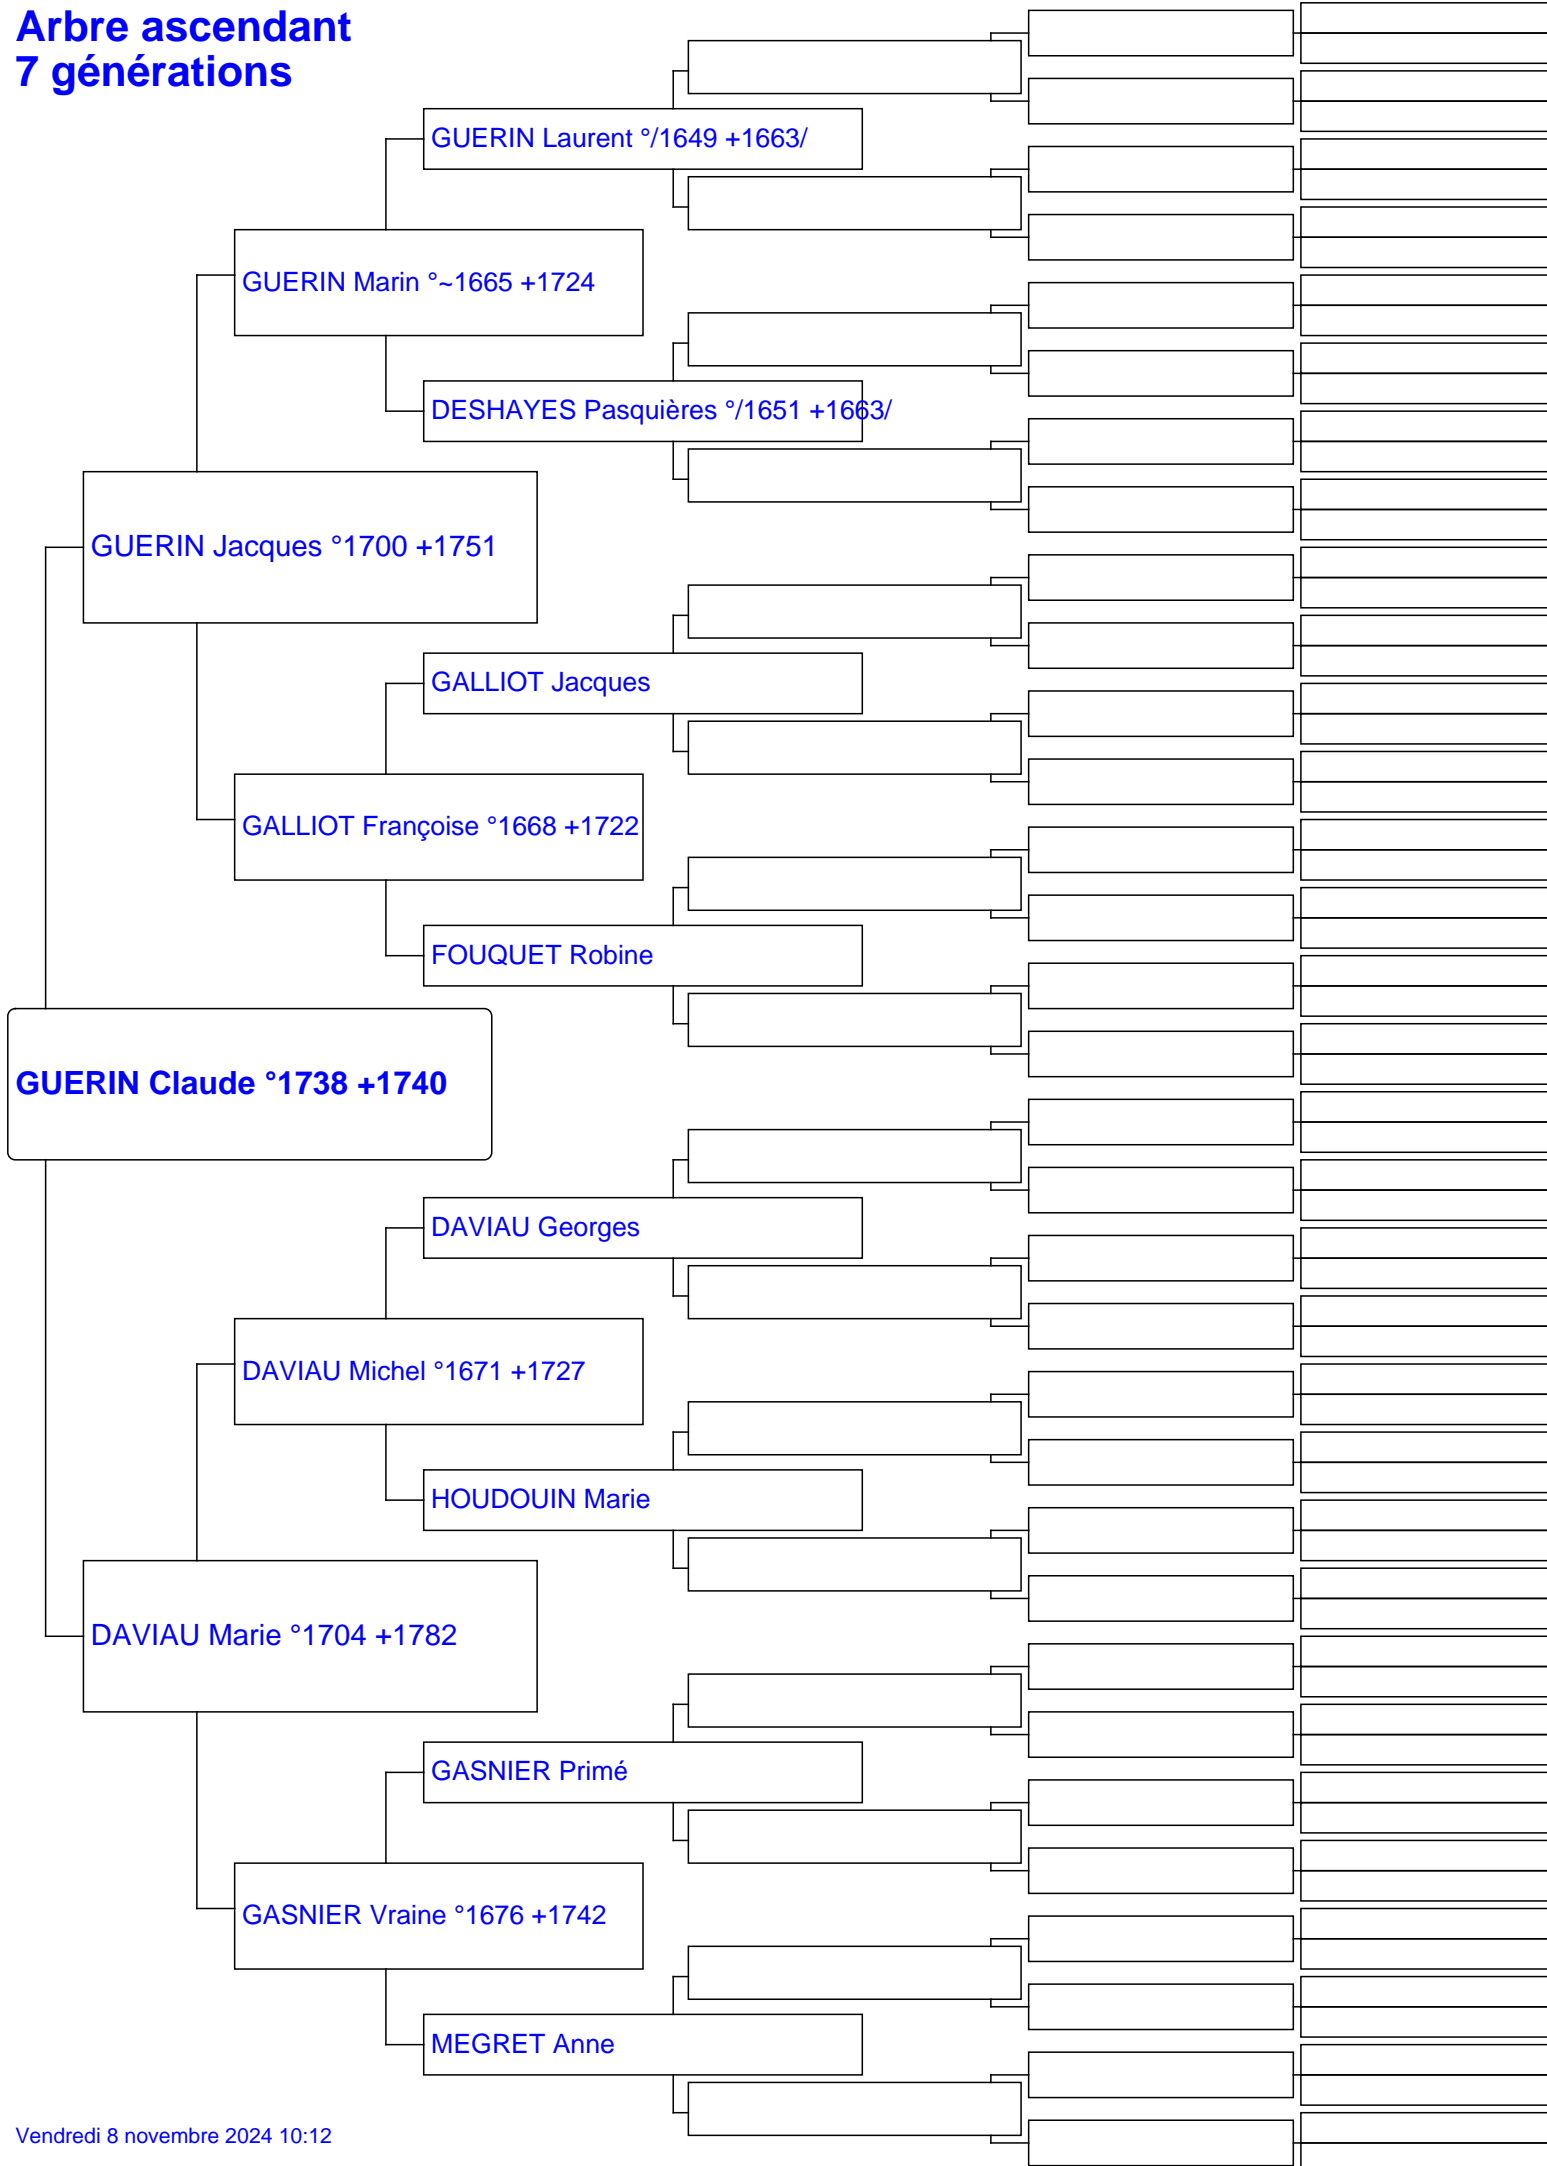 Arbre ascendant
7 générations
GUERIN Laurent °/1649 +1663/
GUERIN Marin °~1665 +1724
DESHAYES Pasquières °/1651 +1663/
GUERIN Jacques °1700 +1751
GALLIOT Jacques
GALLIOT Françoise °1668 +1722
FOUQUET Robine
GUERIN Claude °1738 +1740
DAVIAU Georges
DAVIAU Michel °1671 +1727
HOUDOUIN Marie
DAVIAU Marie °1704 +1782
GASNIER Primé
GASNIER Vraine °1676 +1742
MEGRET Anne
Vendredi 8 novembre 2024 10:12